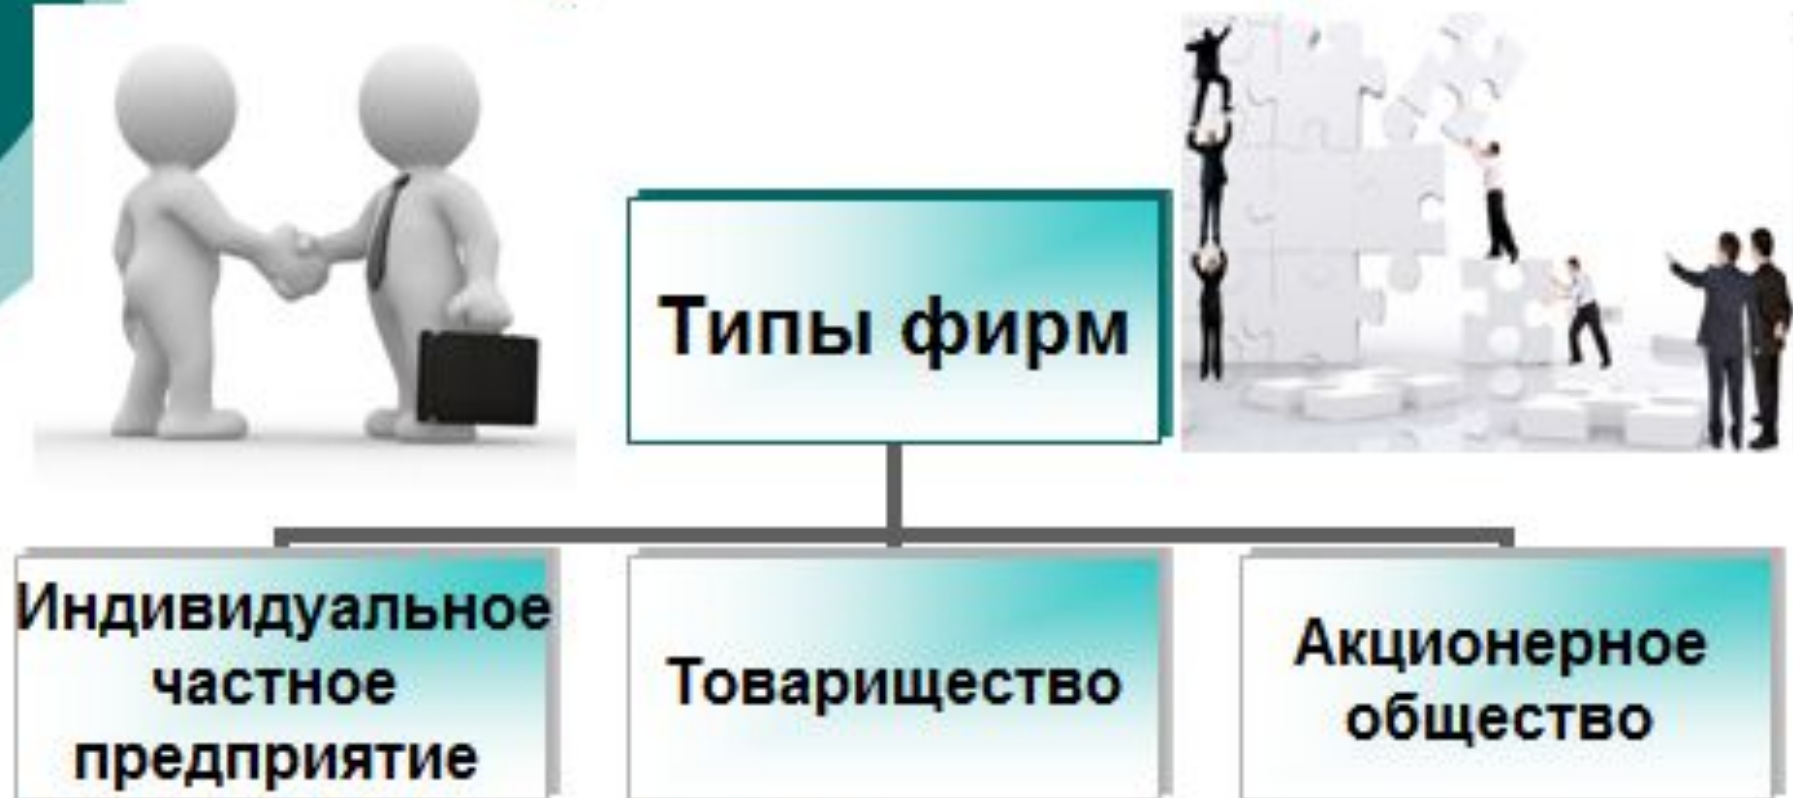 Типы фирм
Индивидуальное
частное
предприятие
Товарищество
Акционерное
общество